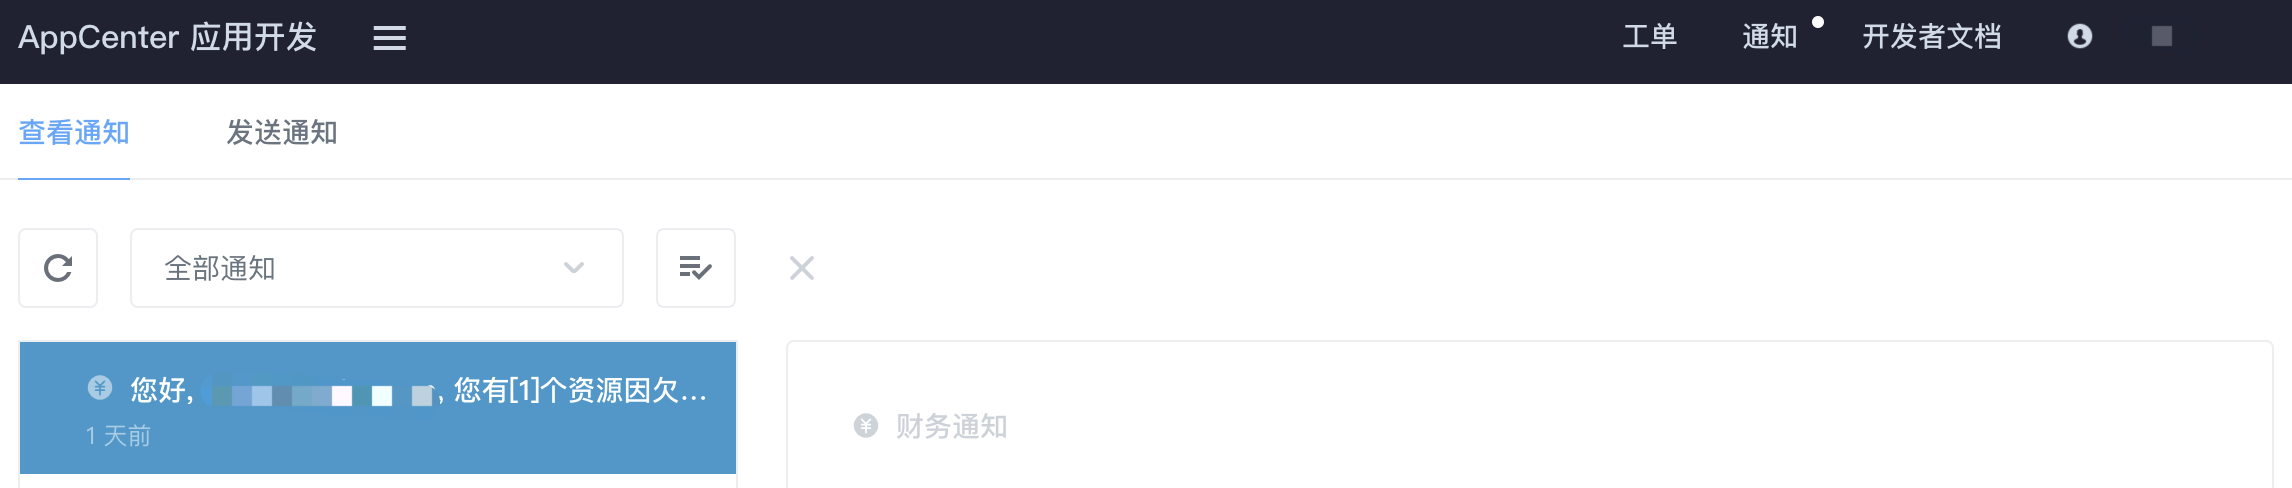 AppCenter 应用开发
工单 通知 开发者文档
查看通知 发送通知
全部通知
您好, , 您有[1]个资源因欠...
1 天前
财务通知